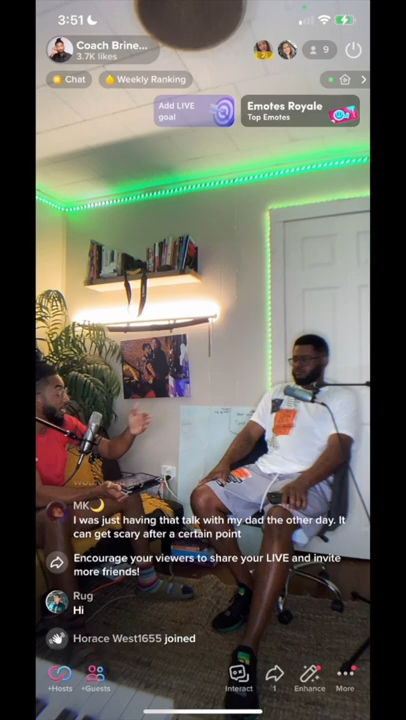 3:51
Coach Brine...
3.7K likes
9
Chat
Weekly Ranking
Add LIVE
goal
Emotes Royale
Top Emotes
MK🌙
I was just having that talk with my dad the other day. It
can get scary after a certain point
Encourage your viewers to share your LIVE and invite
more friends!
Rug
Hi
Horace West1655 joined
+Hosts
+Guests
Interact
1
Enhance
More